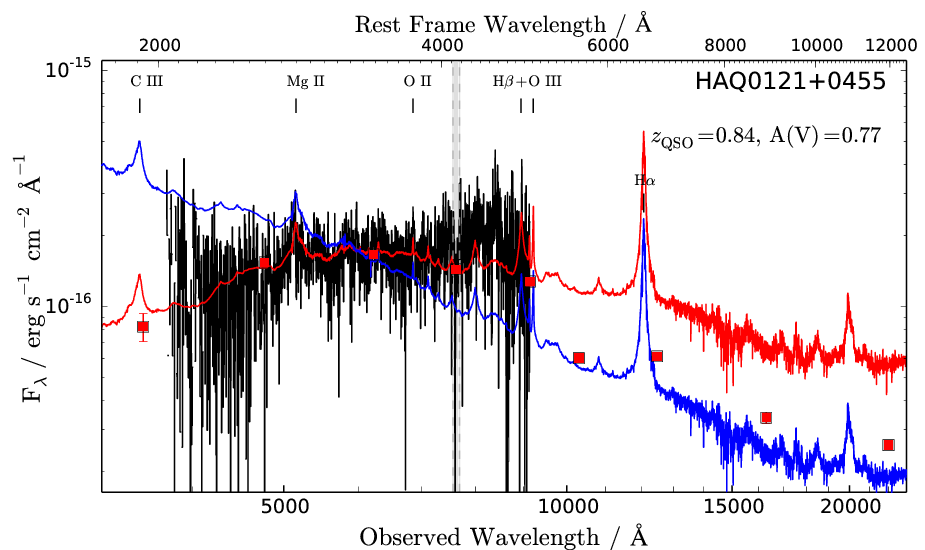 Rest Frame Wavelength / Å
2000 4000 6000 8000 10000 12000
10⁻¹⁵
C III Mg II O II Hβ+O III
HAQ0121+0455
z_QSO=0.84, A(V)=0.77
Hα
10⁻¹⁶
F_λ / erg s⁻¹ cm⁻² Å⁻¹
5000 10000 15000 20000
Observed Wavelength / Å